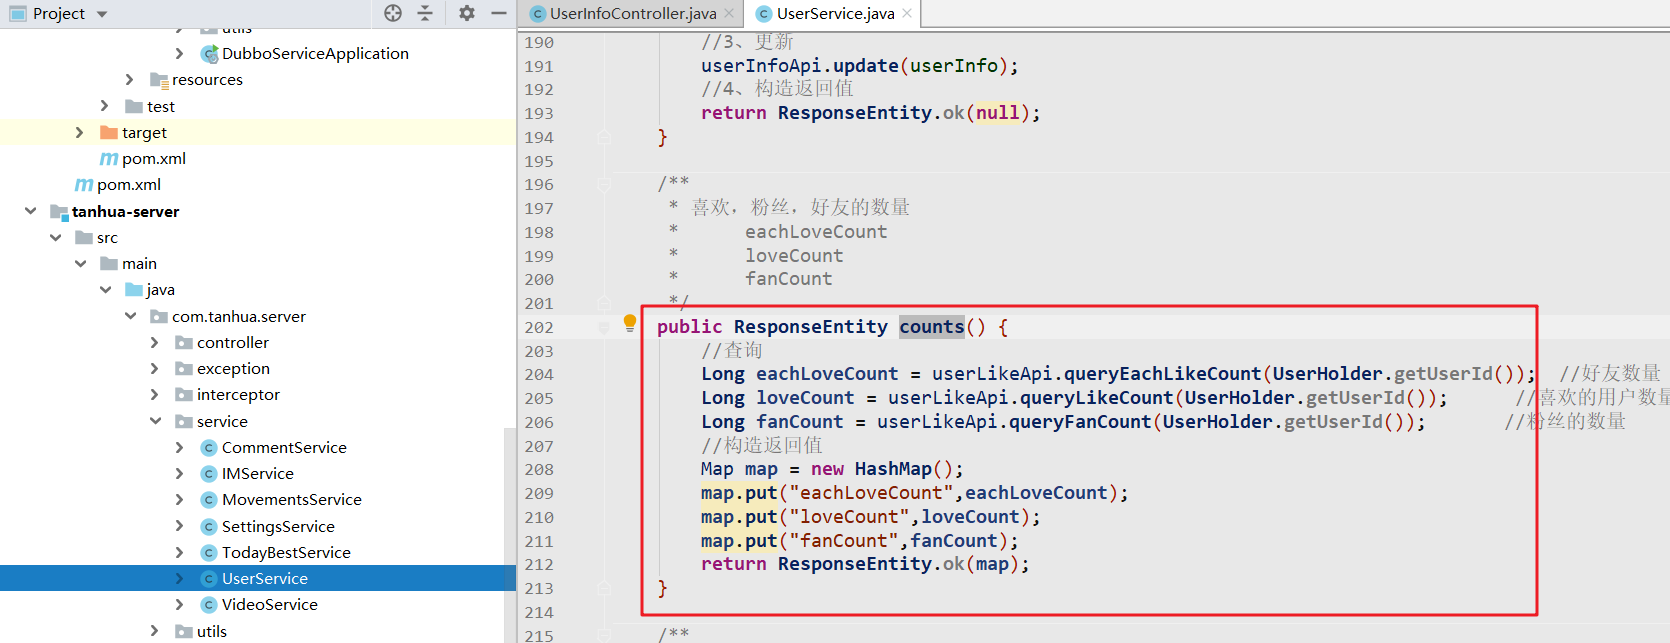 Project
utils
DubboServiceApplication
resources
test
target
pom.xml
pom.xml
tanhua-server
src
main
java
com.tanhua.server
controller
exception
interceptor
service
CommentService
IMService
MovementsService
SettingsService
TodayBestService
UserService
VideoService
utils
UserInfoController.java
UserService.java
190 //3、更新
191 userInfoApi.update(userInfo);
192 //4、构造返回值
193 return ResponseEntity.ok(null);
194 }
195
196 /**
197 * 喜欢，粉丝，好友的数量
198 * eachLoveCount
199 * loveCount
200 * fanCount
201 */
202 public ResponseEntity counts() {
203 //查询
204 Long eachLoveCount = userLikeApi.queryEachLikeCount(UserHolder.getUserId()); //好友数量
205 Long loveCount = userLikeApi.queryLikeCount(UserHolder.getUserId()); //喜欢的用户数量
206 Long fanCount = userLikeApi.queryFanCount(UserHolder.getUserId()); //粉丝的数量
207 //构造返回值
208 Map map = new HashMap();
209 map.put("eachLoveCount",eachLoveCount);
210 map.put("loveCount",loveCount);
211 map.put("fanCount",fanCount);
212 return ResponseEntity.ok(map);
213 }
214
215 /**